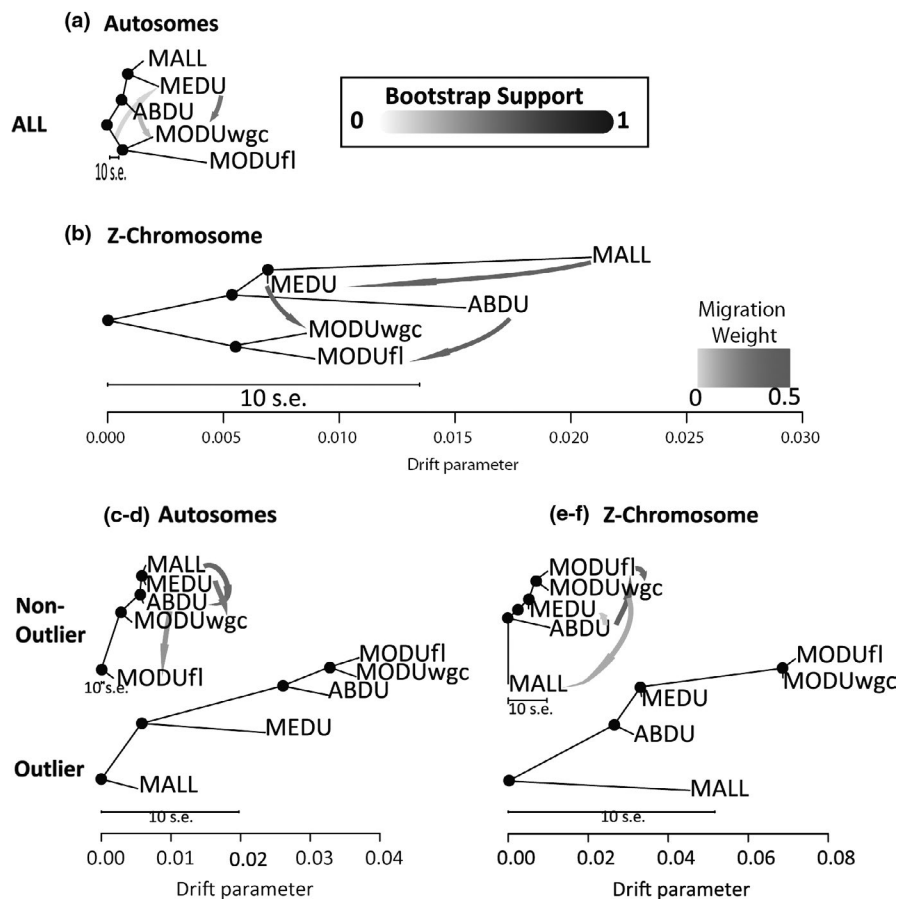 (a) Autosomes
MALL
MEDU
ABDU
MODUwgc
MODUfl
ALL
10 s.e.
Bootstrap Support
0 1
(b) Z-Chromosome
MALL
MEDU
ABDU
MODUwgc
MODUfl
10 s.e.
Migration
Weight
0 0.5
0.000 0.005 0.010 0.015 0.020 0.025 0.030
Drift parameter
(c-d) Autosomes
Non-
Outlier
MALL
MEDU
ABDU
MODUwgc
MODUfl
10 s.e.
Outlier
MODUfl
MODUwgc
ABDU
MEDU
MALL
10 s.e.
0.00 0.01 0.02 0.03 0.04
Drift parameter
(e-f) Z-Chromosome
MODUfl
MODUwgc
MEDU
ABDU
MALL
10 s.e.
MODUfl
MODUwgc
MEDU
ABDU
MALL
10 s.e.
0.00 0.02 0.04 0.06 0.08
Drift parameter